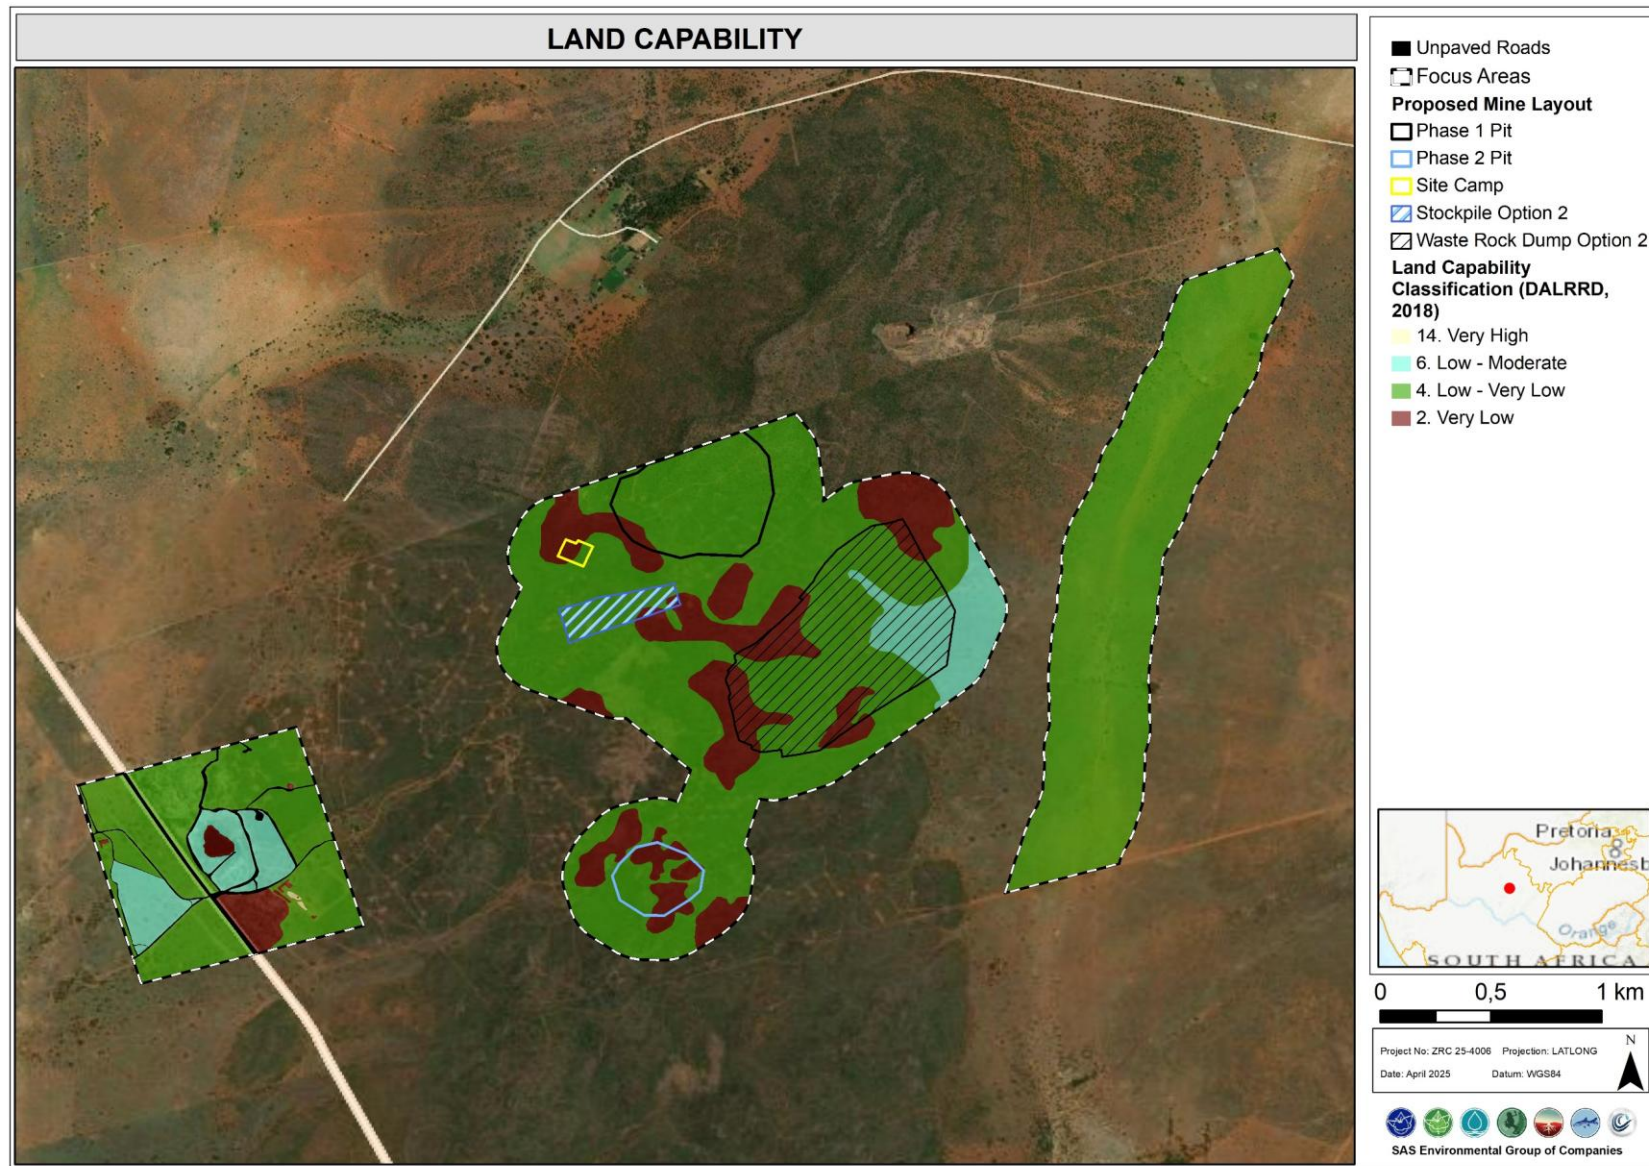 LAND CAPABILITY
Unpaved Roads
Focus Areas
Proposed Mine Layout
Phase 1 Pit
Phase 2 Pit
Site Camp
Stockpile Option 2
Waste Rock Dump Option 2
Land Capability
Classification (DALRRD,
2018)
14. Very High
6. Low - Moderate
4. Low - Very Low
2. Very Low
Pretoria
Johannesb
Orange
SOUTH AFRICA
0 0,5 1 km
Project No: ZRC 25-4006 Projection: LATLONG
Date: April 2025 Datum: WGS84
N
SAS Environmental Group of Companies